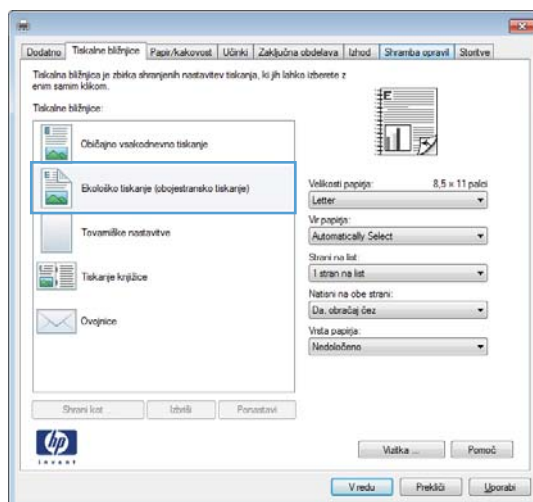 Dodatno Tiskalne bližnjice Papir/kakovost Učinki Zaključna obdelava Izhod Shramba opravil Storitve
Tiskalna bližnjica je zbirka shranjenih nastavitev tiskanja, ki jih lahko izberete z
enim samim klikom.
Tiskalne bližnjice:
Običajno vsakodnevno tiskanje
Ekološko tiskanje (obojestransko tiskanje)
Tovarniške nastavitve
Tiskanje knjižice
Ovojnice
Shrani kot ...
Izbriši
Ponastavi
E
Velikosti papirja: 8,5 × 11 palci
Letter
Vir papirja:
Automatically Select
Strani na list:
1 stran na list
Natisni na obe strani:
Da, obračaj čez
Vrsta papirja:
Nedoločeno
hp
invent
Vizitka ...
Pomoč
V redu
Prekliči
Uporabi